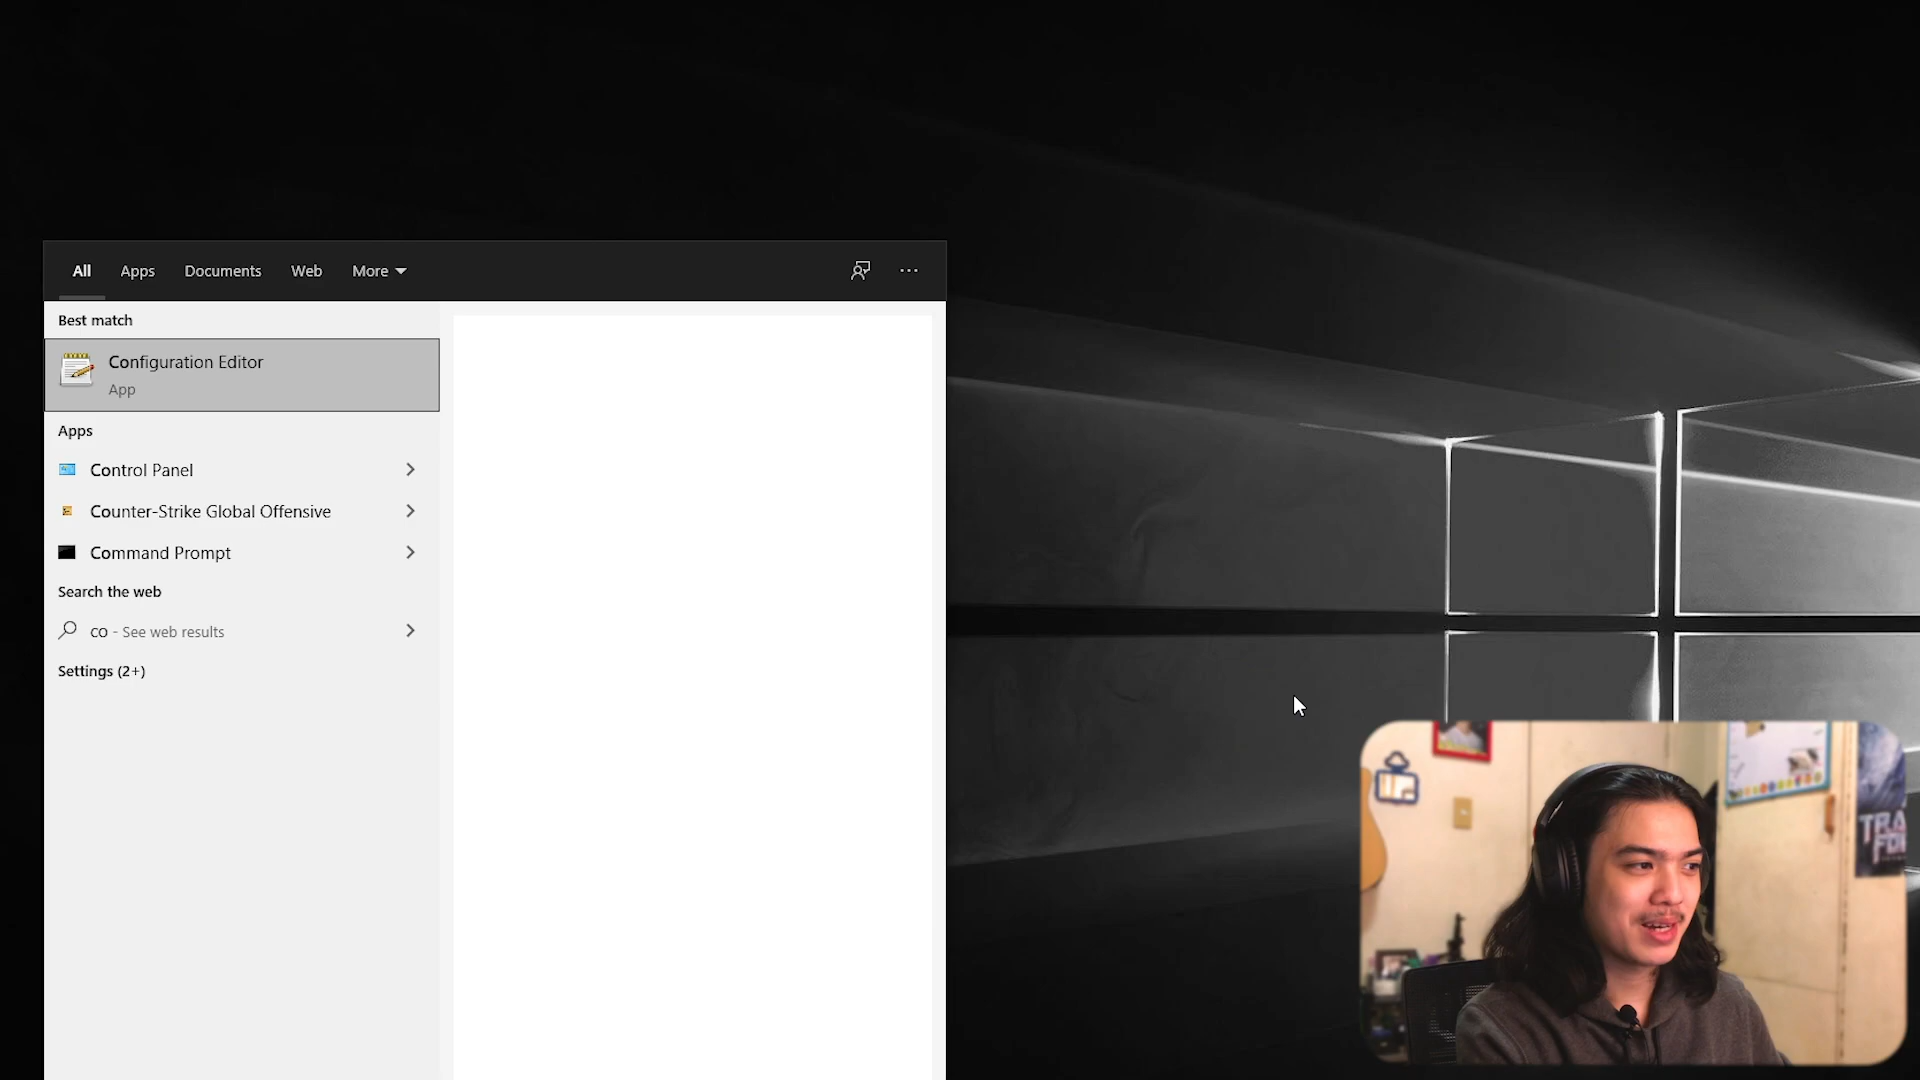 All Apps Documents Web More
Best match
Configuration Editor
App
Apps
Control Panel
Counter-Strike Global Offensive
Command Prompt
Search the web
co - See web results
Settings (2+)